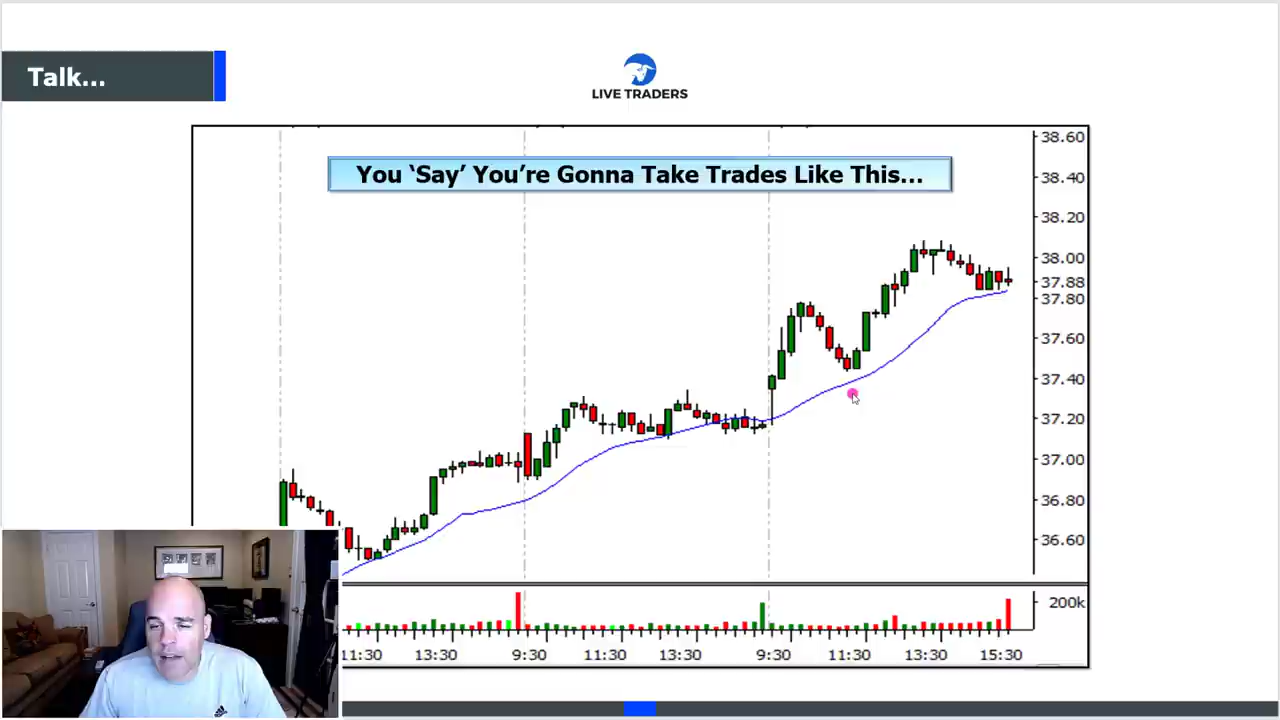 Talk...
LIVE TRADERS
You ‘Say’ You’re Gonna Take Trades Like This...
38.60
38.40
38.20
38.00
37.88
37.80
37.60
37.40
37.20
37.00
36.80
36.60
200k
11:30 13:30 9:30 11:30 13:30 9:30 11:30 13:30 15:30